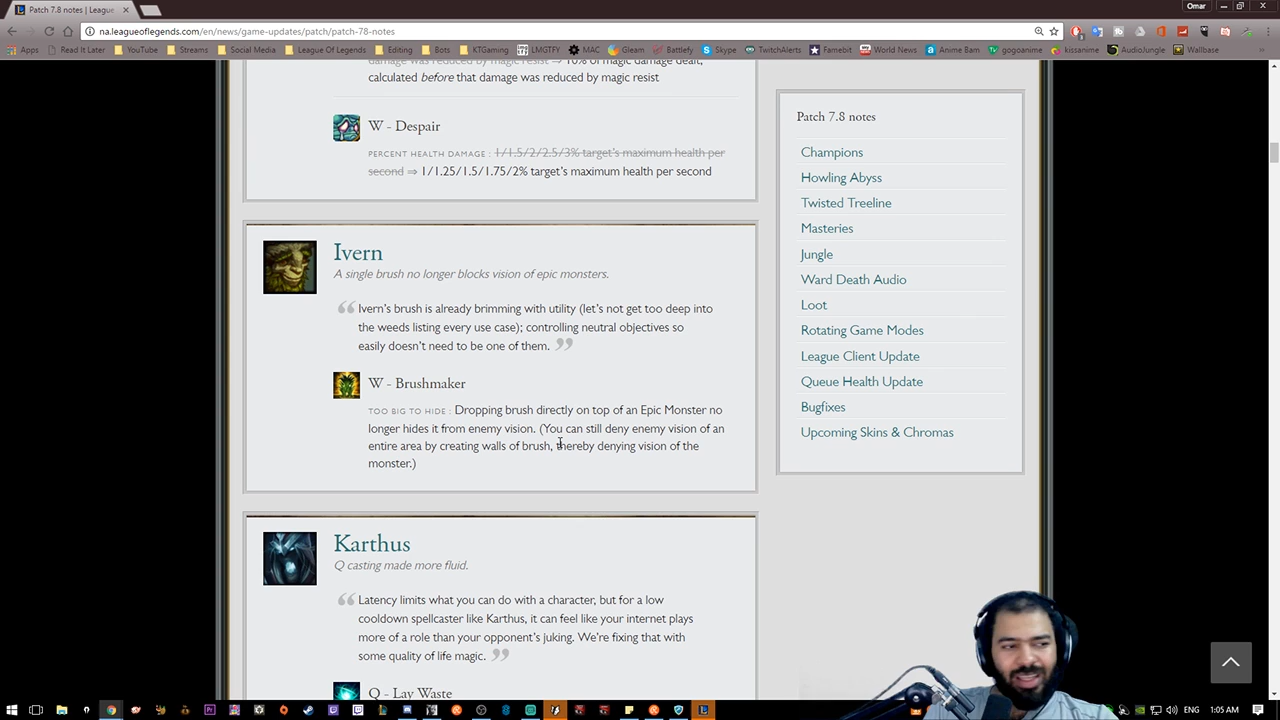 Patch 7.8 notes | Leagu
Omar
na.leagueoflegends.com/en/news/game-updates/patch/patch-78-notes
Apps Read It Later YouTube Streams Social Media League Of Legends Editing Bots KTGaming LMGTFY MAC Gleam Battlefy Skype TwitchAlerts Famebit World News Anime Bam gogoanime kissanime AudioJungle Wallbase
damage was reduced by magic resist ⇒ 10% of magic damage dealt,
calculated before that damage was reduced by magic resist
W - Despair
PERCENT HEALTH DAMAGE : 1/1.5/2/2.5/3% target's maximum health per
second ⇒ 1/1.25/1.5/1.75/2% target's maximum health per second
Ivern
A single brush no longer blocks vision of epic monsters.
Ivern's brush is already brimming with utility (let's not get too deep into
the weeds listing every use case); controlling neutral objectives so
easily doesn't need to be one of them.
W - Brushmaker
TOO BIG TO HIDE : Dropping brush directly on top of an Epic Monster no
longer hides it from enemy vision. (You can still deny enemy vision of an
entire area by creating walls of brush, thereby denying vision of the
monster.)
Karthus
Q casting made more fluid.
Latency limits what you can do with a character, but for a low
cooldown spellcaster like Karthus, it can feel like your internet plays
more of a role than your opponent's juking. We're fixing that with
some quality of life magic.
Q - Lay Waste
Patch 7.8 notes
Champions
Howling Abyss
Twisted Treeline
Masteries
Jungle
Ward Death Audio
Loot
Rotating Game Modes
League Client Update
Queue Health Update
Bugfixes
Upcoming Skins & Chromas
ENG 1:05 AM